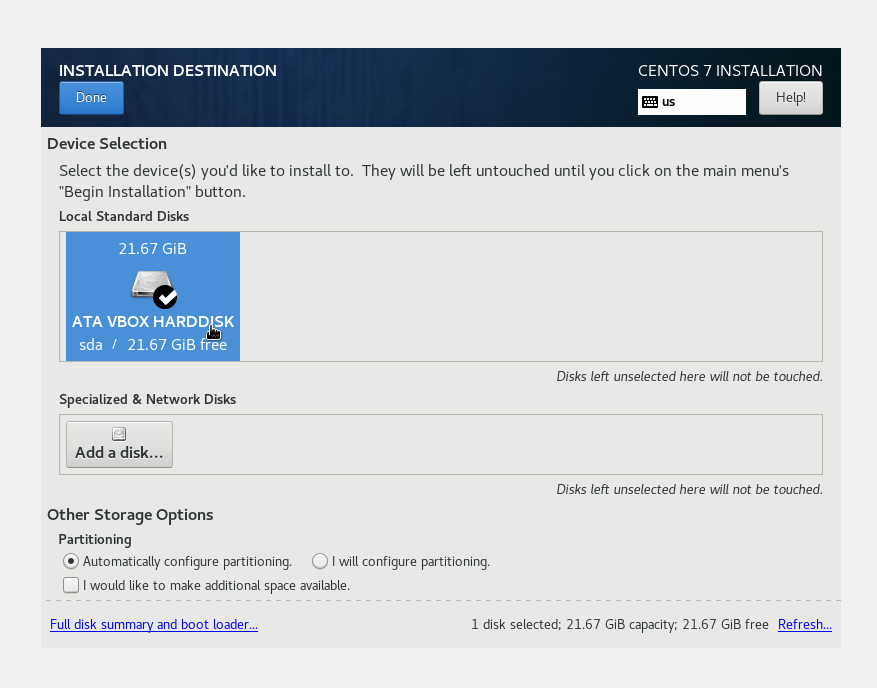 INSTALLATION DESTINATION
CENTOS 7 INSTALLATION
Done
us
Help!
Device Selection
Select the device(s) you'd like to install to.  They will be left untouched until you click on the main menu's
"Begin Installation" button.
Local Standard Disks
21.67 GiB
ATA VBOX HARDDISK
sda / 21.67 GiB free
Disks left unselected here will not be touched.
Specialized & Network Disks
Add a disk...
Disks left unselected here will not be touched.
Other Storage Options
Partitioning
Automatically configure partitioning. I will configure partitioning.
I would like to make additional space available.
Full disk summary and boot loader... 1 disk selected; 21.67 GiB capacity; 21.67 GiB free Refresh...